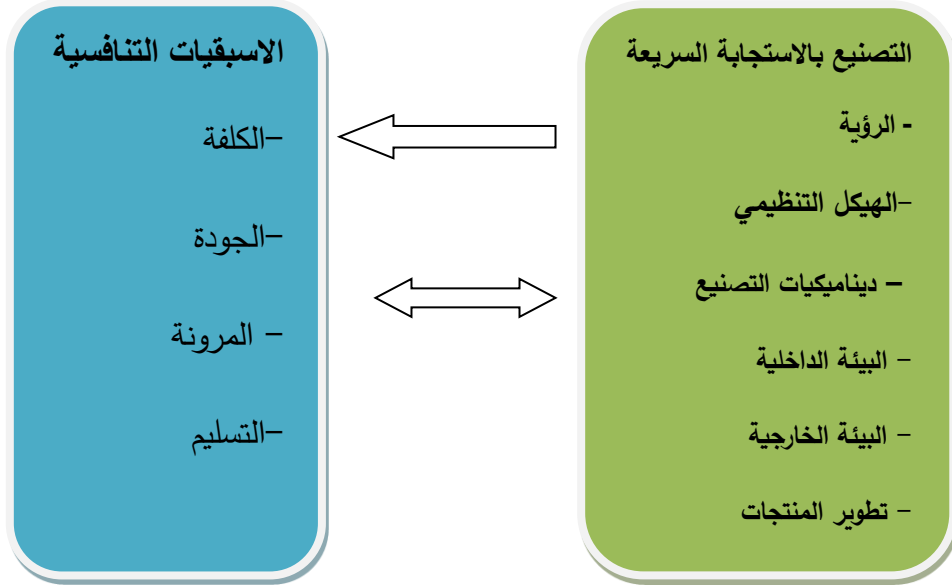 التصنيع بالاستجابة السريعة
- الرؤية
-الهيكل التنظيمي
– ديناميكيات التصنيع
- البيئة الداخلية
- البيئة الخارجية
- تطوير المنتجات
الاسبقيات التنافسية
-الكلفة
-الجودة
- المرونة
-التسليم